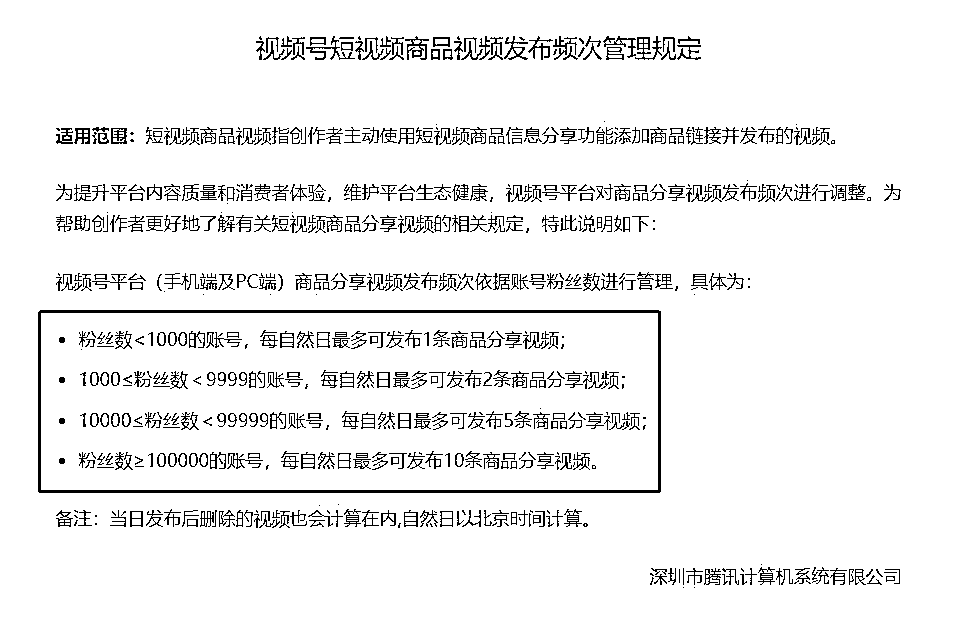 视频号短视频商品视频发布频次管理规定
适用范围：短视频商品视频指创作者主动使用短视频商品信息分享功能添加商品链接并发布的视频。
为提升平台内容质量和消费者体验，维护平台生态健康，视频号平台对商品分享视频发布频次进行调整。为
帮助创作者更好地了解有关短视频商品分享视频的相关规定，特此说明如下：
视频号平台（手机端及PC端）商品分享视频发布频次依据账号粉丝数进行管理，具体为：
• 粉丝数<1000的账号，每自然日最多可发布1条商品分享视频；
• 1000≤粉丝数＜9999的账号，每自然日最多可发布2条商品分享视频；
• 10000≤粉丝数＜99999的账号，每自然日最多可发布5条商品分享视频；
• 粉丝数≥100000的账号，每自然日最多可发布10条商品分享视频。
备注：当日发布后删除的视频也会计算在内,自然日以北京时间计算。
深圳市腾讯计算机系统有限公司